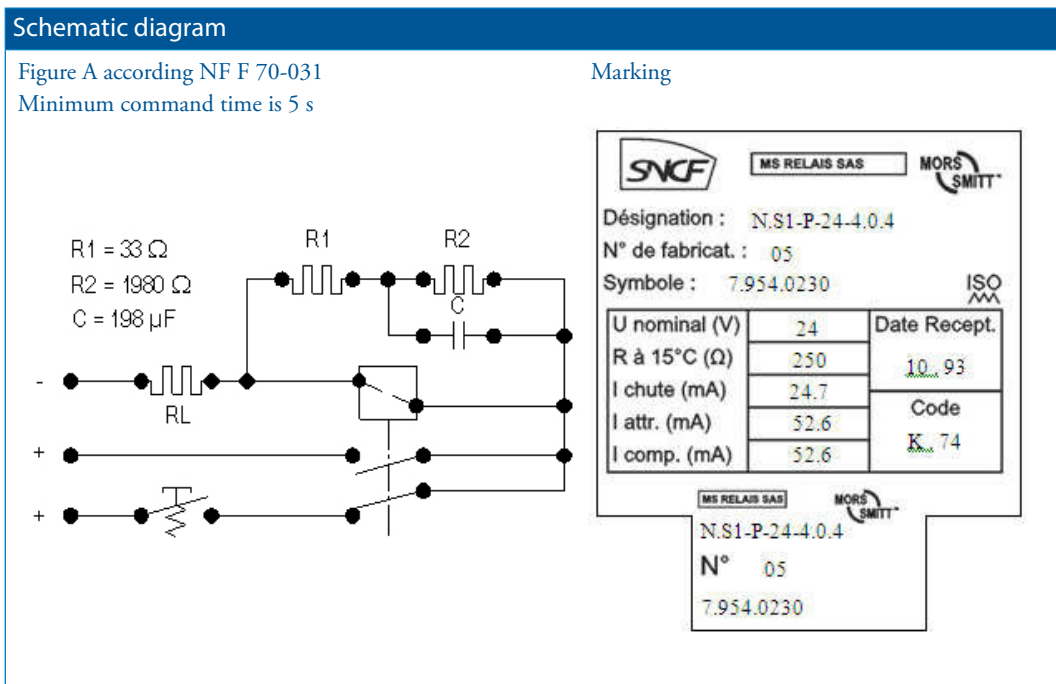 Schematic diagram
Figure A according NF F 70-031
Minimum command time is 5 s
Marking
R1 = 33 Ω
R2 = 1980 Ω
C = 198 µF
R1
R2
C
-
RL
+
+
SNCF
MS RELAIS SAS
MORS SMITT
Désignation : N.S1-P-24-4.0.4
N° de fabricat. : 05
Symbole : 7.954.0230
ISO
U nominal (V) 24 Date Recept.
R à 15°C (Ω) 250 10..93
I chute (mA) 24.7
I attr. (mA) 52.6 Code
I comp. (mA) 52.6 K..74
MS RELAIS SAS
MORS SMITT
N.S1-P-24-4.0.4
N° 05
7.954.0230